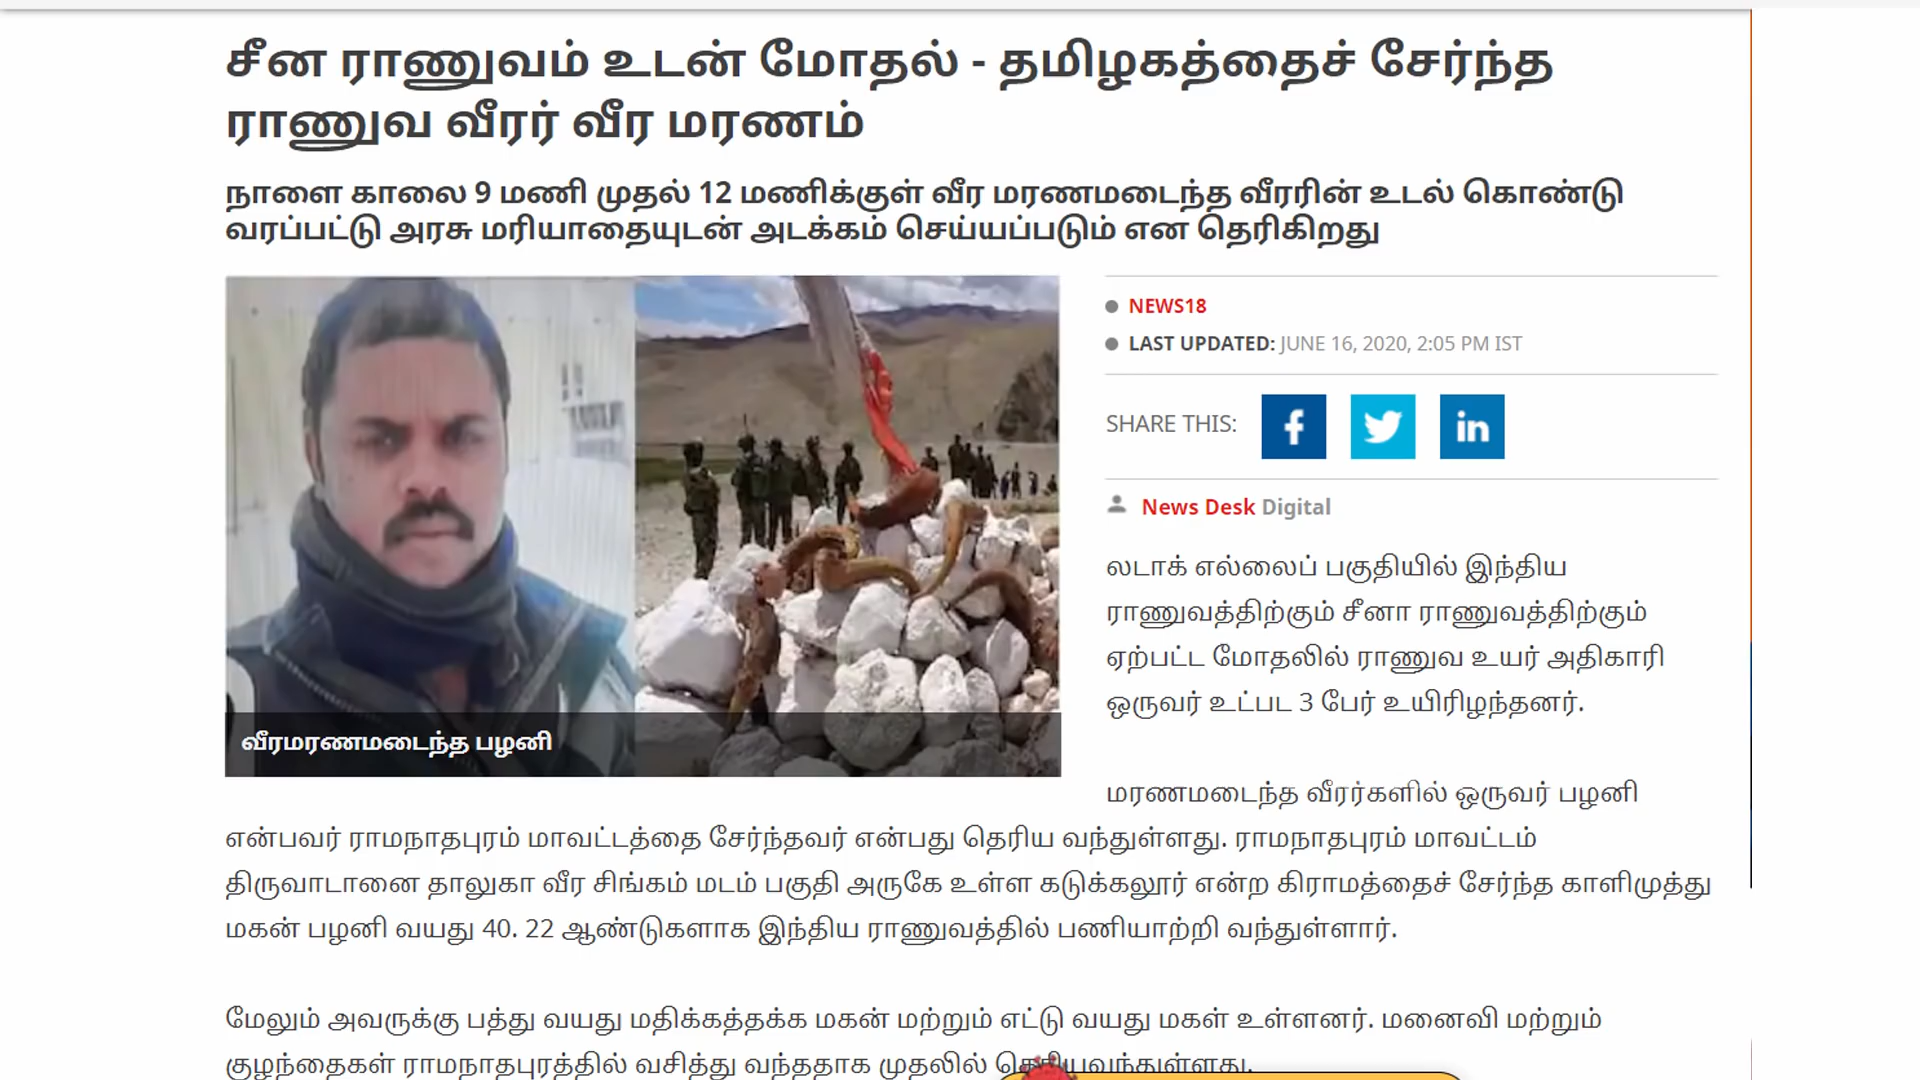 சீன ராணுவம் உடன் மோதல் - தமிழகத்தைச் சேர்ந்த
ராணுவ வீரர் வீர மரணம்
நாளை காலை 9 மணி முதல் 12 மணிக்குள் வீர மரணமடைந்த வீரரின் உடல் கொண்டு
வரப்பட்டு அரசு மரியாதையுடன் அடக்கம் செய்யப்படும் என தெரிகிறது
வீரமரணமடைந்த பழனி
NEWS18
LAST UPDATED: JUNE 16, 2020, 2:05 PM IST
SHARE THIS:
News Desk Digital
லடாக் எல்லைப் பகுதியில் இந்திய
ராணுவத்திற்கும் சீனா ராணுவத்திற்கும்
ஏற்பட்ட மோதலில் ராணுவ உயர் அதிகாரி
ஒருவர் உட்பட 3 பேர் உயிரிழந்தனர்.
மரணமடைந்த வீரர்களில் ஒருவர் பழனி
என்பவர் ராமநாதபுரம் மாவட்டத்தை சேர்ந்தவர் என்பது தெரிய வந்துள்ளது. ராமநாதபுரம் மாவட்டம்
திருவாடானை தாலுகா வீர சிங்கம் மடம் பகுதி அருகே உள்ள கடுக்கலூர் என்ற கிராமத்தைச் சேர்ந்த காளிமுத்து
மகன் பழனி வயது 40. 22 ஆண்டுகளாக இந்திய ராணுவத்தில் பணியாற்றி வந்துள்ளார்.
மேலும் அவருக்கு பத்து வயது மதிக்கத்தக்க மகன் மற்றும் எட்டு வயது மகள் உள்ளனர். மனைவி மற்றும்
குழந்தைகள் ராமநாதபுரத்தில் வசித்து வந்ததாக முதலில் தெரியவந்துள்ளது.